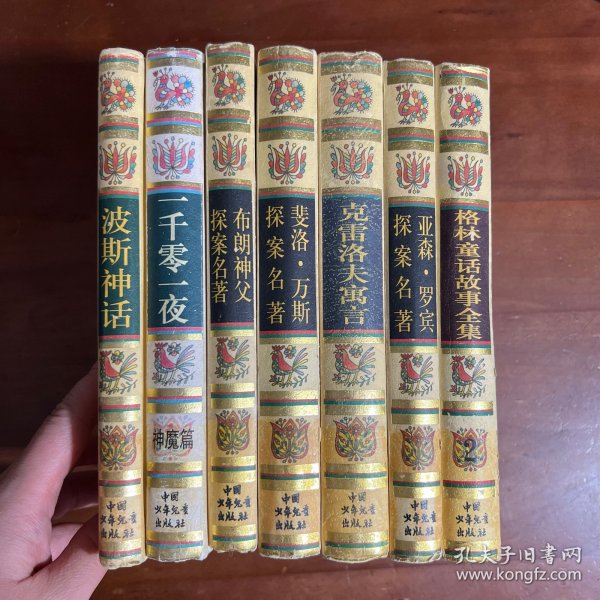 波斯神话
中国
少年儿童
出版社
一千零一夜
神魔篇
中国
少年儿童
出版社
布朗神父
探案名著
中国
少年儿童
出版社
斐洛·万斯
探案名著
中国
少年儿童
出版社
克雷洛夫寓言
中国
少年儿童
出版社
亚森·罗宾
探案名著
中国
少年儿童
出版社
格林童话故事全集
2
中国
少年儿童
出版社
孔夫子旧书网
www.kongfz.com